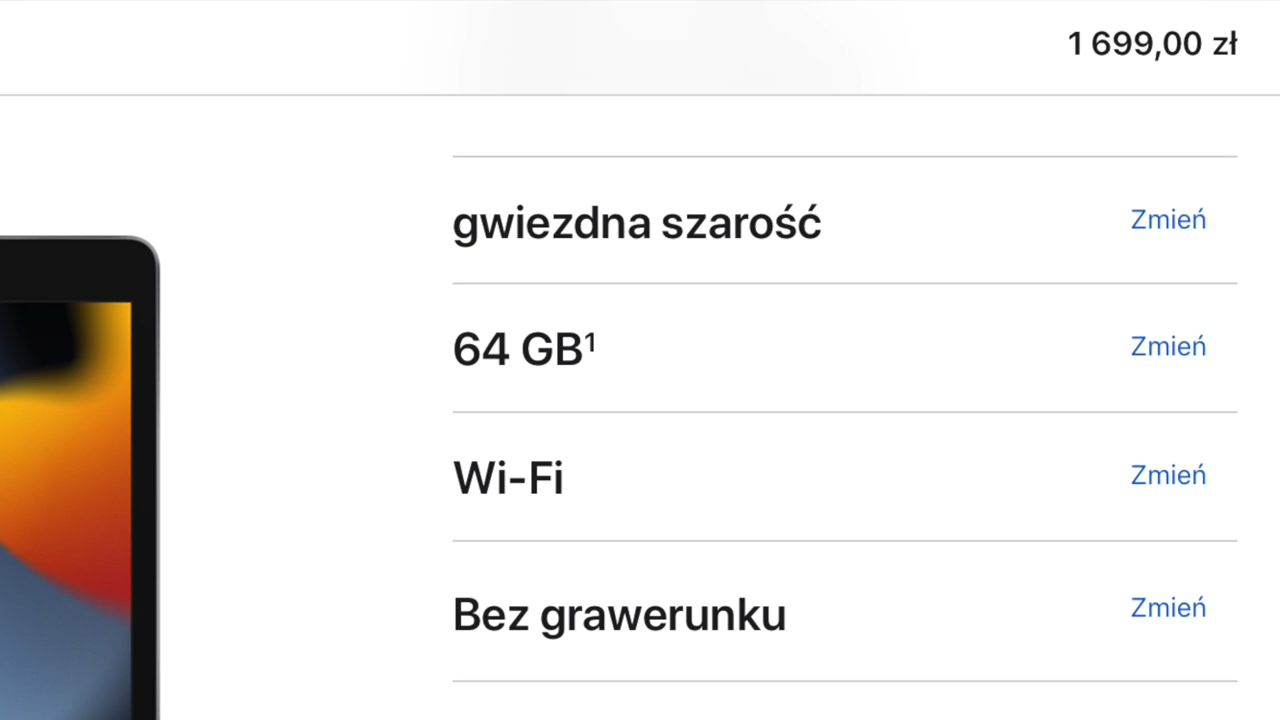 1 699,00 zł
gwiezdna szarość Zmień
64 GB¹ Zmień
Wi-Fi Zmień
Bez grawerunku Zmień